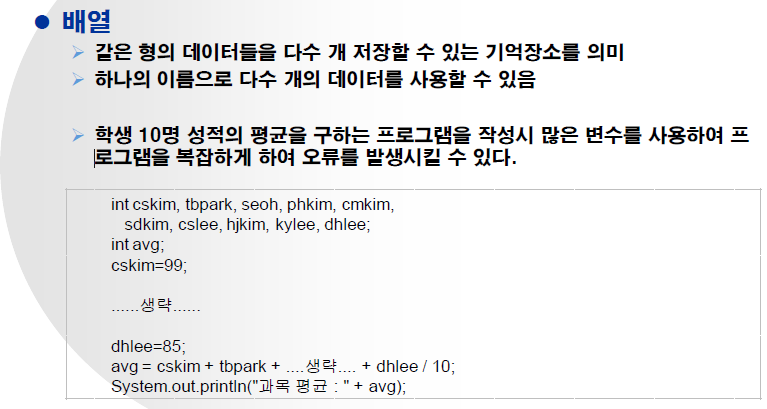 배열
같은 형의 데이터들을 다수 개 저장할 수 있는 기억장소를 의미
하나의 이름으로 다수 개의 데이터를 사용할 수 있음
학생 10명 성적의 평균을 구하는 프로그램을 작성시 많은 변수를 사용하여 프
로그램을 복잡하게 하여 오류를 발생시킬 수 있다.
int cskim, tbpark, seoh, phkim, cmkim,
sdkim, cslee, hjkim, kylee, dhlee;
int avg;
cskim=99;
......생략......
dhlee=85;
avg = cskim + tbpark + ....생략.... + dhlee / 10;
System.out.println("과목 평균 : " + avg);